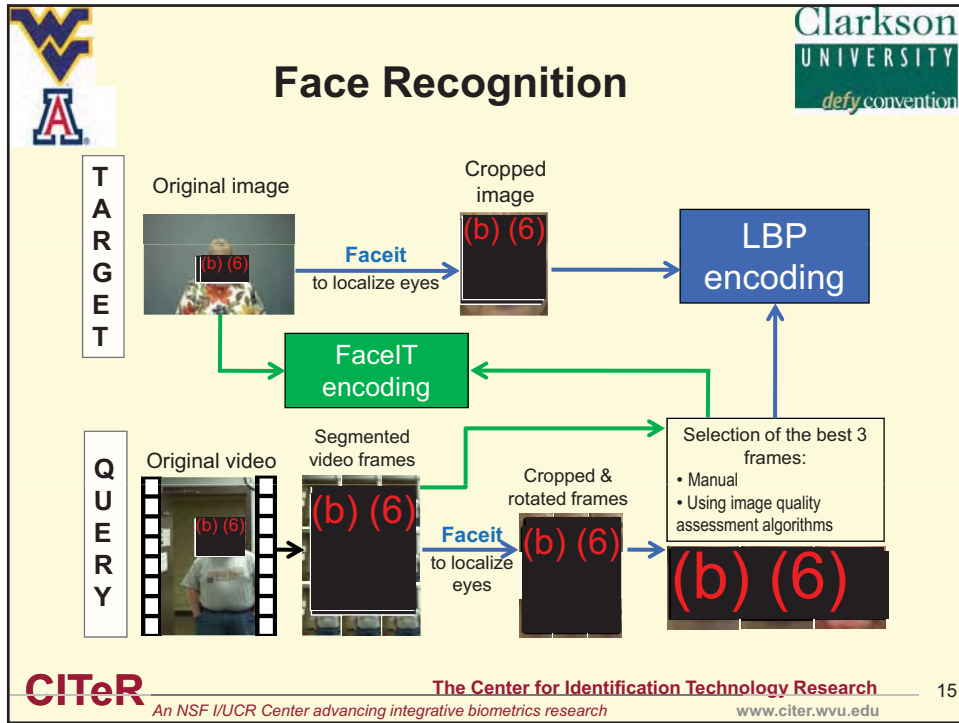 Clarkson
UNIVERSITY
defy convention
WV
A
Face Recognition
TARGET
Original image
(b) (6)
Faceit
to localize eyes
Cropped
image
(b) (6)
LBP
encoding
FaceIT
encoding
QUERY
Original video
(b) (6)
Segmented
video frames
(b) (6)
Faceit
to localize
eyes
Cropped &
rotated frames
(b) (6)
Selection of the best 3
frames:
• Manual
• Using image quality
assessment algorithms
(b) (6)
CITeR
The Center for Identification Technology Research
An NSF I/UCR Center advancing integrative biometrics research
www.citer.wvu.edu
15